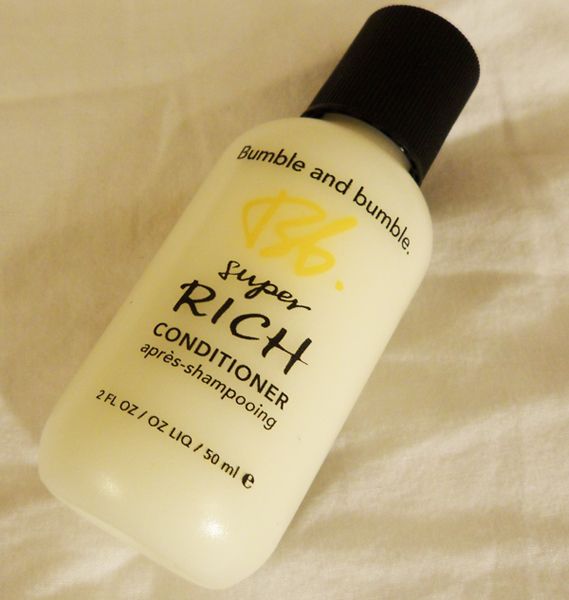 Bumble and bumble.
Bb.
super
RICH
CONDITIONER
après-shampooing
2 FL OZ / OZ LIQ / 50 ml e